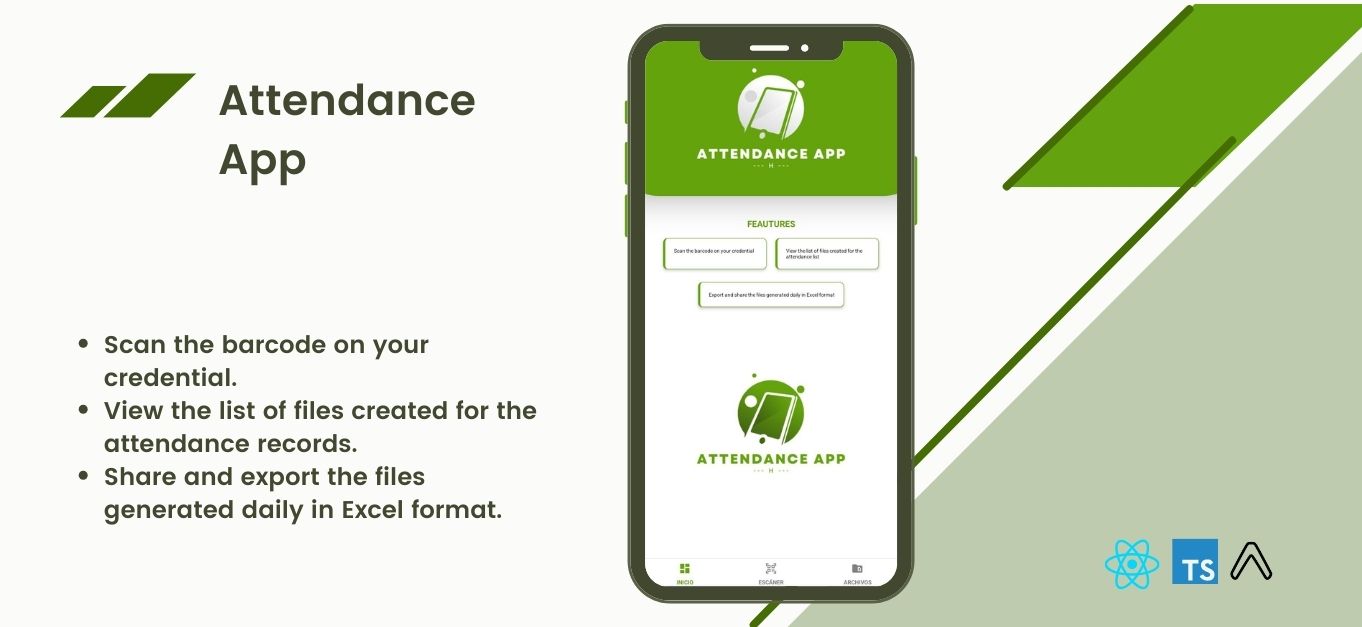 Attendance
App
• Scan the barcode on your
credential.
• View the list of files created for the
attendance records.
• Share and export the files
generated daily in Excel format.
ATTENDANCE APP
--- H ---
FEAUTURES
Scan the barcode on your credential
View the list of files created for the
attendance list
Export and share the files generated daily in Excel format
ATTENDANCE APP
--- H ---
INICIO
ESCÁNER
ARCHIVOS
TS